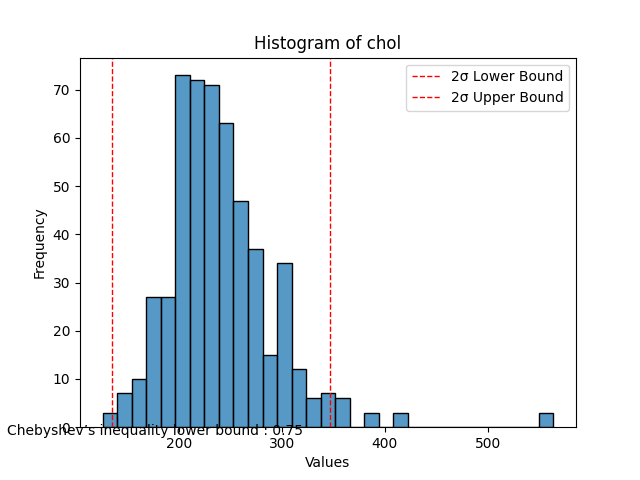 Histogram of chol
2σ Lower Bound
2σ Upper Bound
70
60
50
40
30
20
10
0
Frequency
Chebyshev's inequality lower bound : 0.75
200
300
400
500
Values